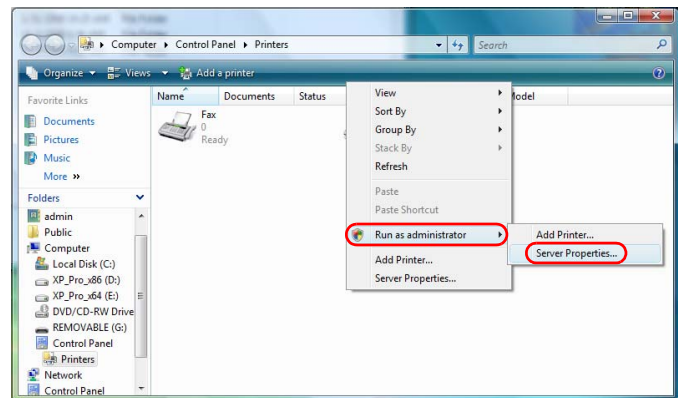 Computer ▸ Control Panel ▸ Printers
Search
Organize Views Add a printer
Favorite Links
Documents
Pictures
Music
More »
Folders
admin
Public
Computer
Local Disk (C:)
XP_Pro_x86 (D:)
XP_Pro_x64 (E:)
DVD/CD-RW Drive
REMOVABLE (G:)
Control Panel
Printers
Network
Control Panel
Name Documents Status
Model
Fax
0
Ready
View
Sort By
Group By
Stack By
Refresh
Paste
Paste Shortcut
Run as administrator
Add Printer...
Server Properties...
Add Printer...
Server Properties...